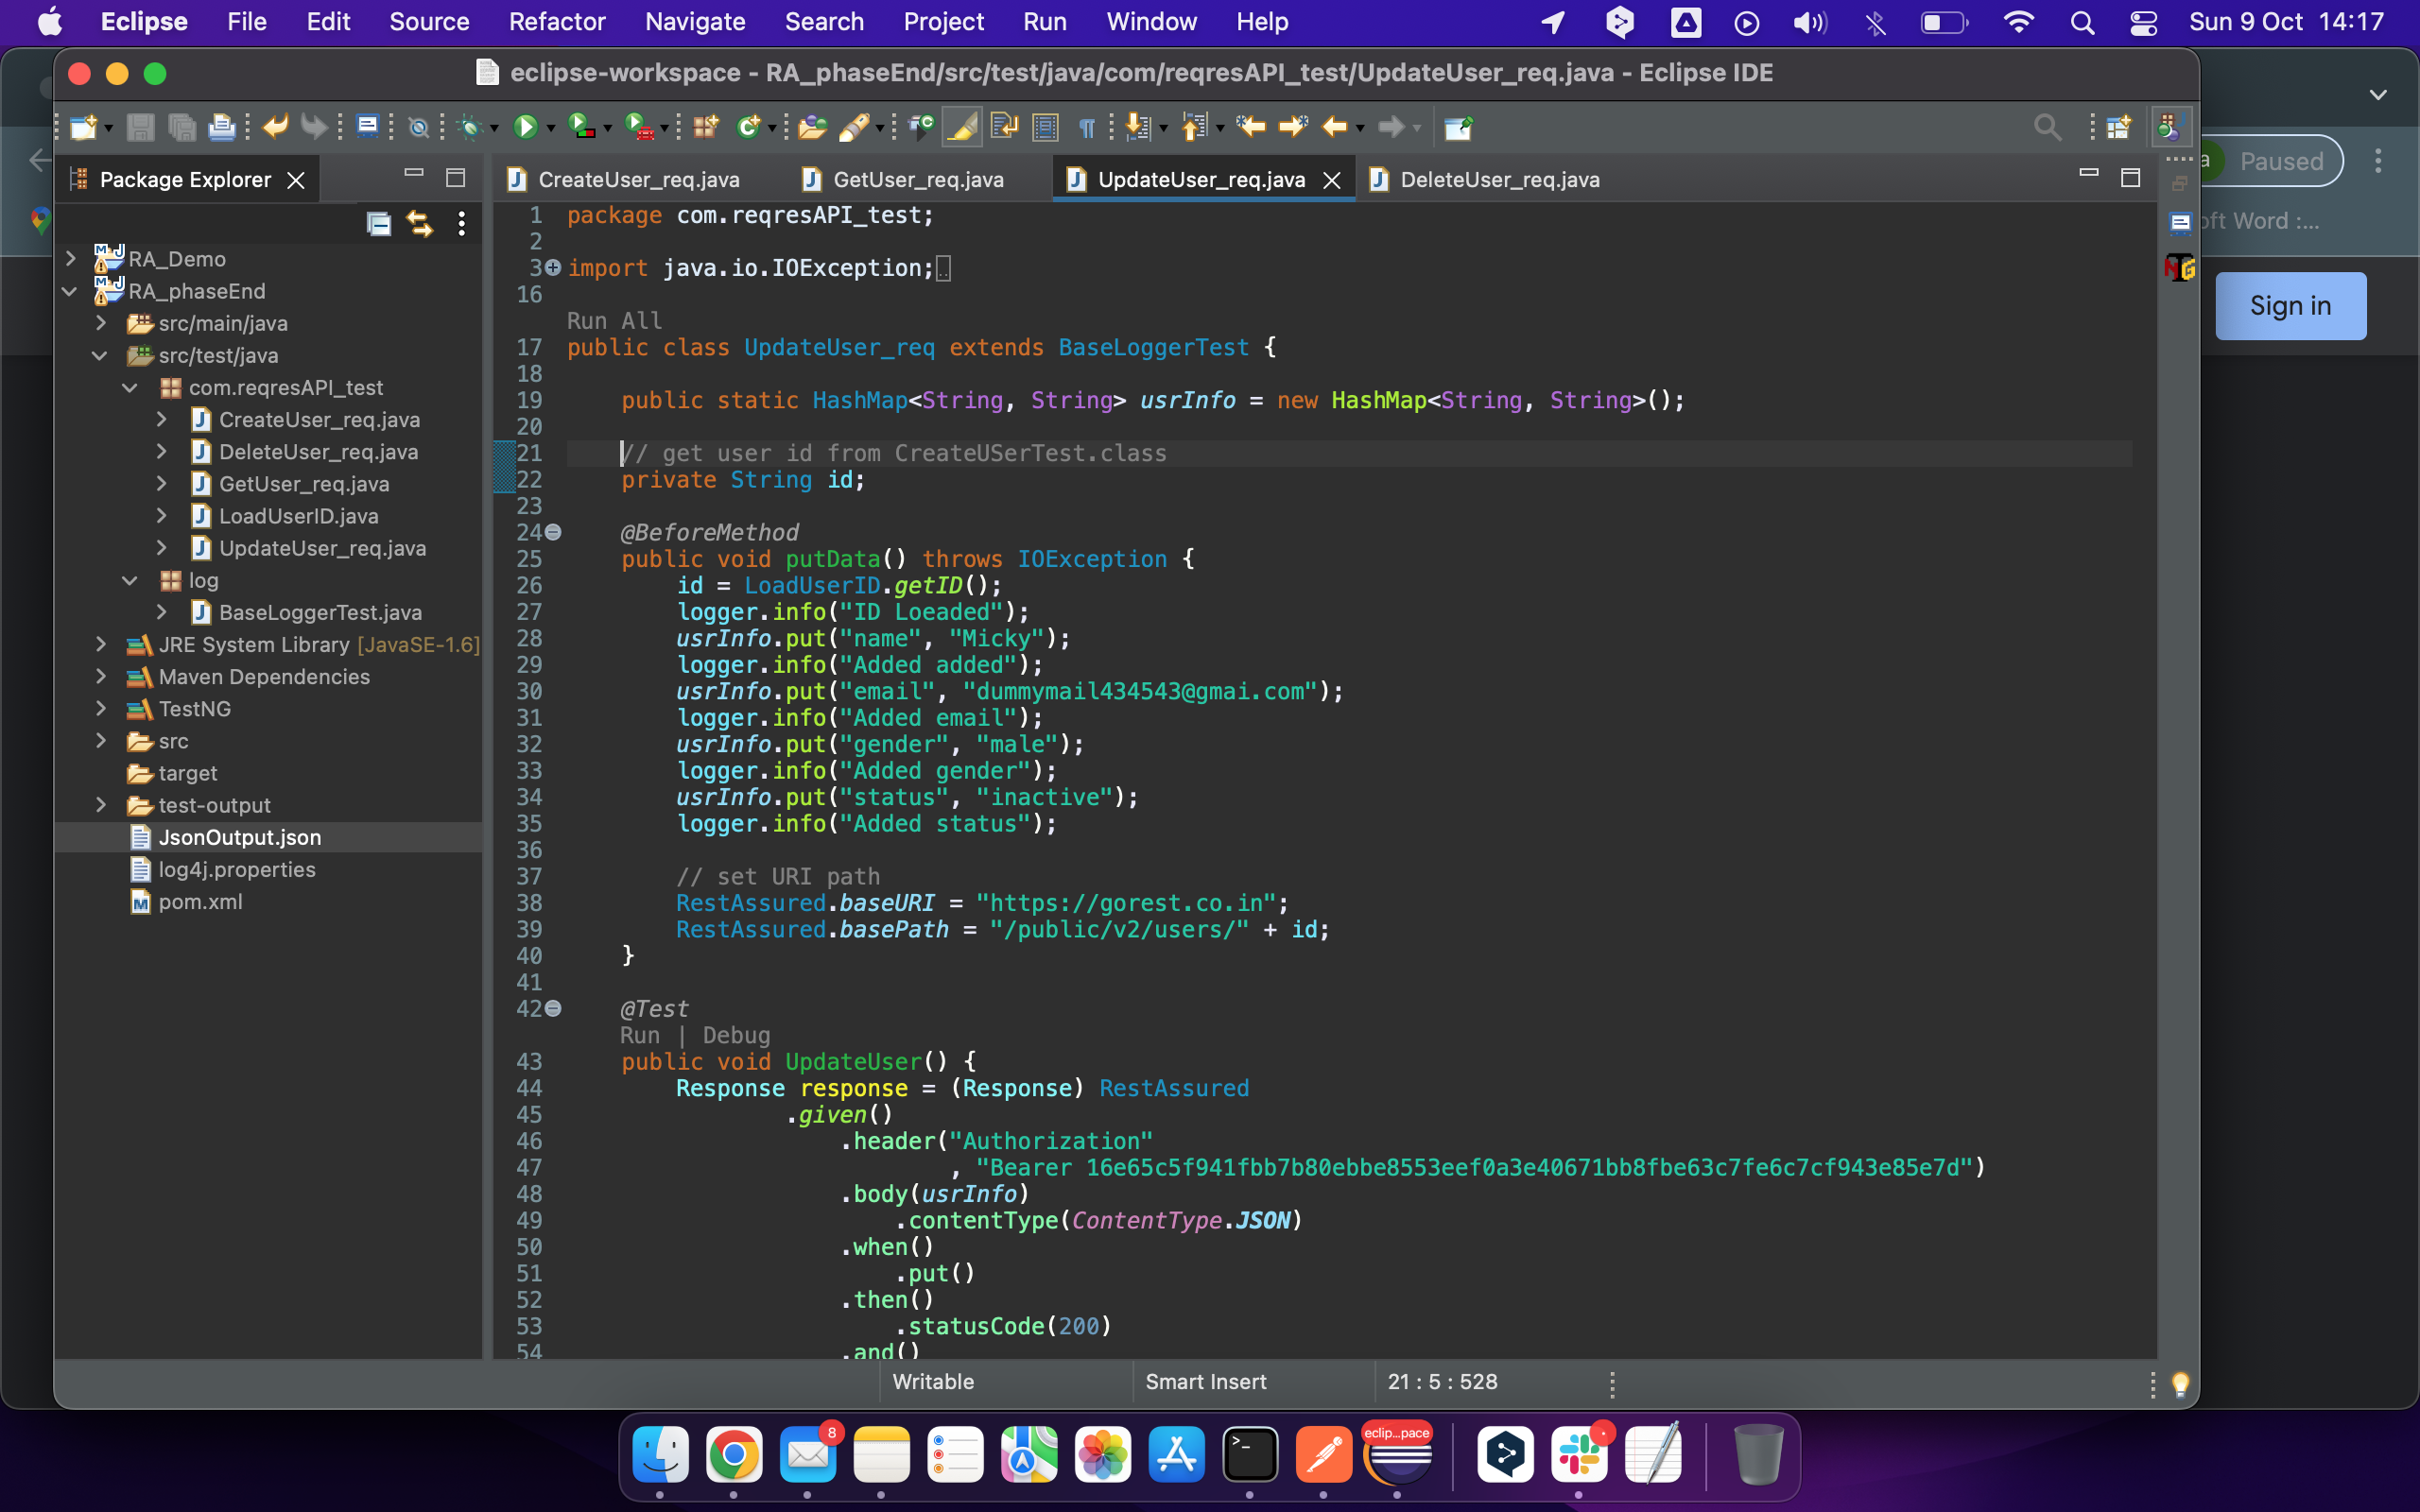 Eclipse File Edit Source Refactor Navigate Search Project Run Window Help Sun 9 Oct 14:17
eclipse-workspace - RA_phaseEnd/src/test/java/com/reqresAPI_test/UpdateUser_req.java - Eclipse IDE
a Paused
Package Explorer
CreateUser_req.java GetUser_req.java UpdateUser_req.java DeleteUser_req.java
oft Word :...
Sign in
RA_Demo
RA_phaseEnd
src/main/java
src/test/java
com.reqresAPI_test
CreateUser_req.java
DeleteUser_req.java
GetUser_req.java
LoadUserID.java
UpdateUser_req.java
log
BaseLoggerTest.java
JRE System Library [JavaSE-1.6]
Maven Dependencies
TestNG
src
target
test-output
JsonOutput.json
log4j.properties
pom.xml
1 package com.reqresAPI_test;
2
3 import java.io.IOException;
16
Run All
17 public class UpdateUser_req extends BaseLoggerTest {
18
19 public static HashMap<String, String> usrInfo = new HashMap<String, String>();
20
21 // get user id from CreateUSerTest.class
22 private String id;
23
24 @BeforeMethod
25 public void putData() throws IOException {
26 id = LoadUserID.getID();
27 logger.info("ID Loeaded");
28 usrInfo.put("name", "Micky");
29 logger.info("Added added");
30 usrInfo.put("email", "dummymail434543@gmai.com");
31 logger.info("Added email");
32 usrInfo.put("gender", "male");
33 logger.info("Added gender");
34 usrInfo.put("status", "inactive");
35 logger.info("Added status");
36
37 // set URI path
38 RestAssured.baseURI = "https://gorest.co.in";
39 RestAssured.basePath = "/public/v2/users/" + id;
40 }
41
42 @Test
Run | Debug
43 public void UpdateUser() {
44 Response response = (Response) RestAssured
45 .given()
46 .header("Authorization"
47 , "Bearer 16e65c5f941fbb7b80ebbe8553eef0a3e40671bb8fbe63c7fe6c7cf943e85e7d")
48 .body(usrInfo)
49 .contentType(ContentType.JSON)
50 .when()
51 .put()
52 .then()
53 .statusCode(200)
54 .and()
Writable Smart Insert 21 : 5 : 528
8
eclip...pace